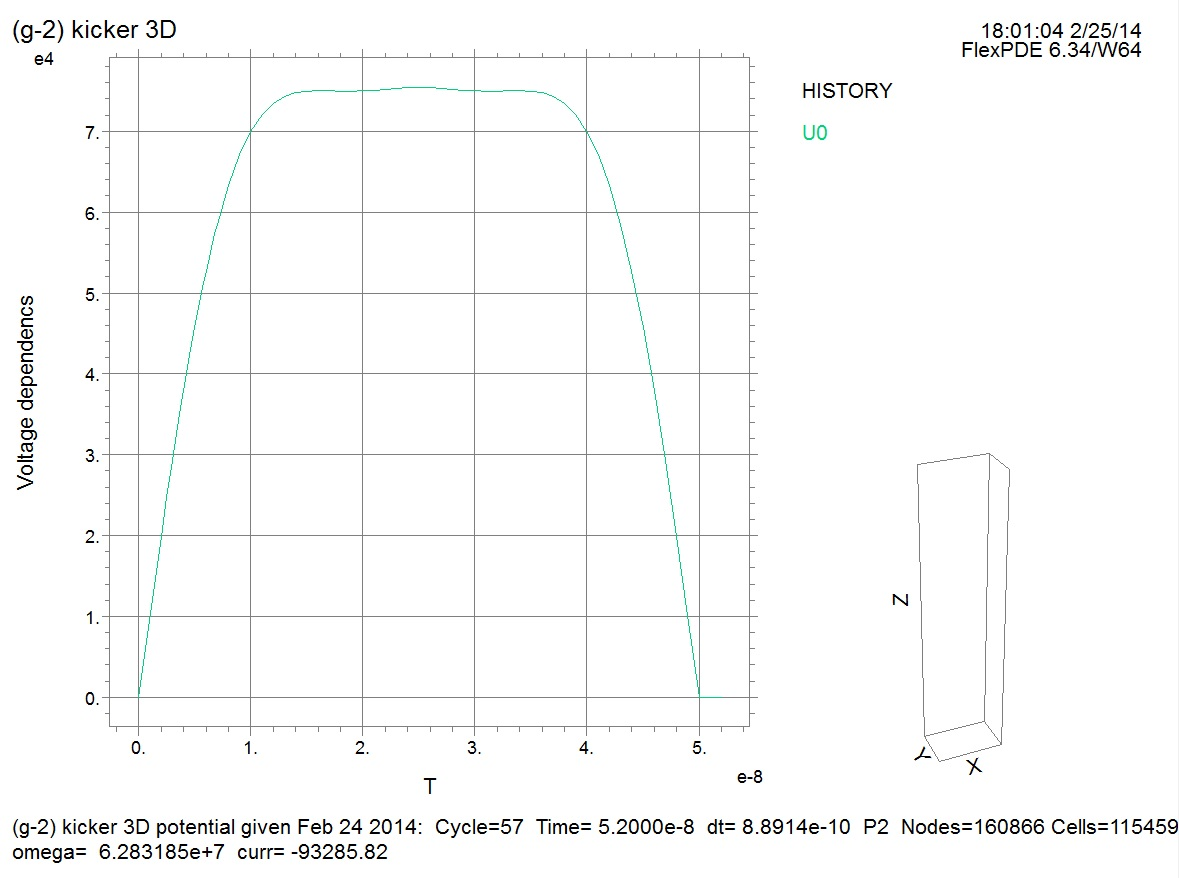 (g-2) kicker 3D
18:01:04 2/25/14
FlexPDE 6.34/W64
e4
HISTORY
U0
7.
6.
5.
4.
3.
2.
1.
0.
Voltage dependencs
0. 1. 2. 3. 4. 5.
e-8
T
Z
Y
X
(g-2) kicker 3D potential given Feb 24 2014: Cycle=57 Time= 5.2000e-8 dt= 8.8914e-10 P2 Nodes=160866 Cells=115459
omega= 6.283185e+7 curr= -93285.82